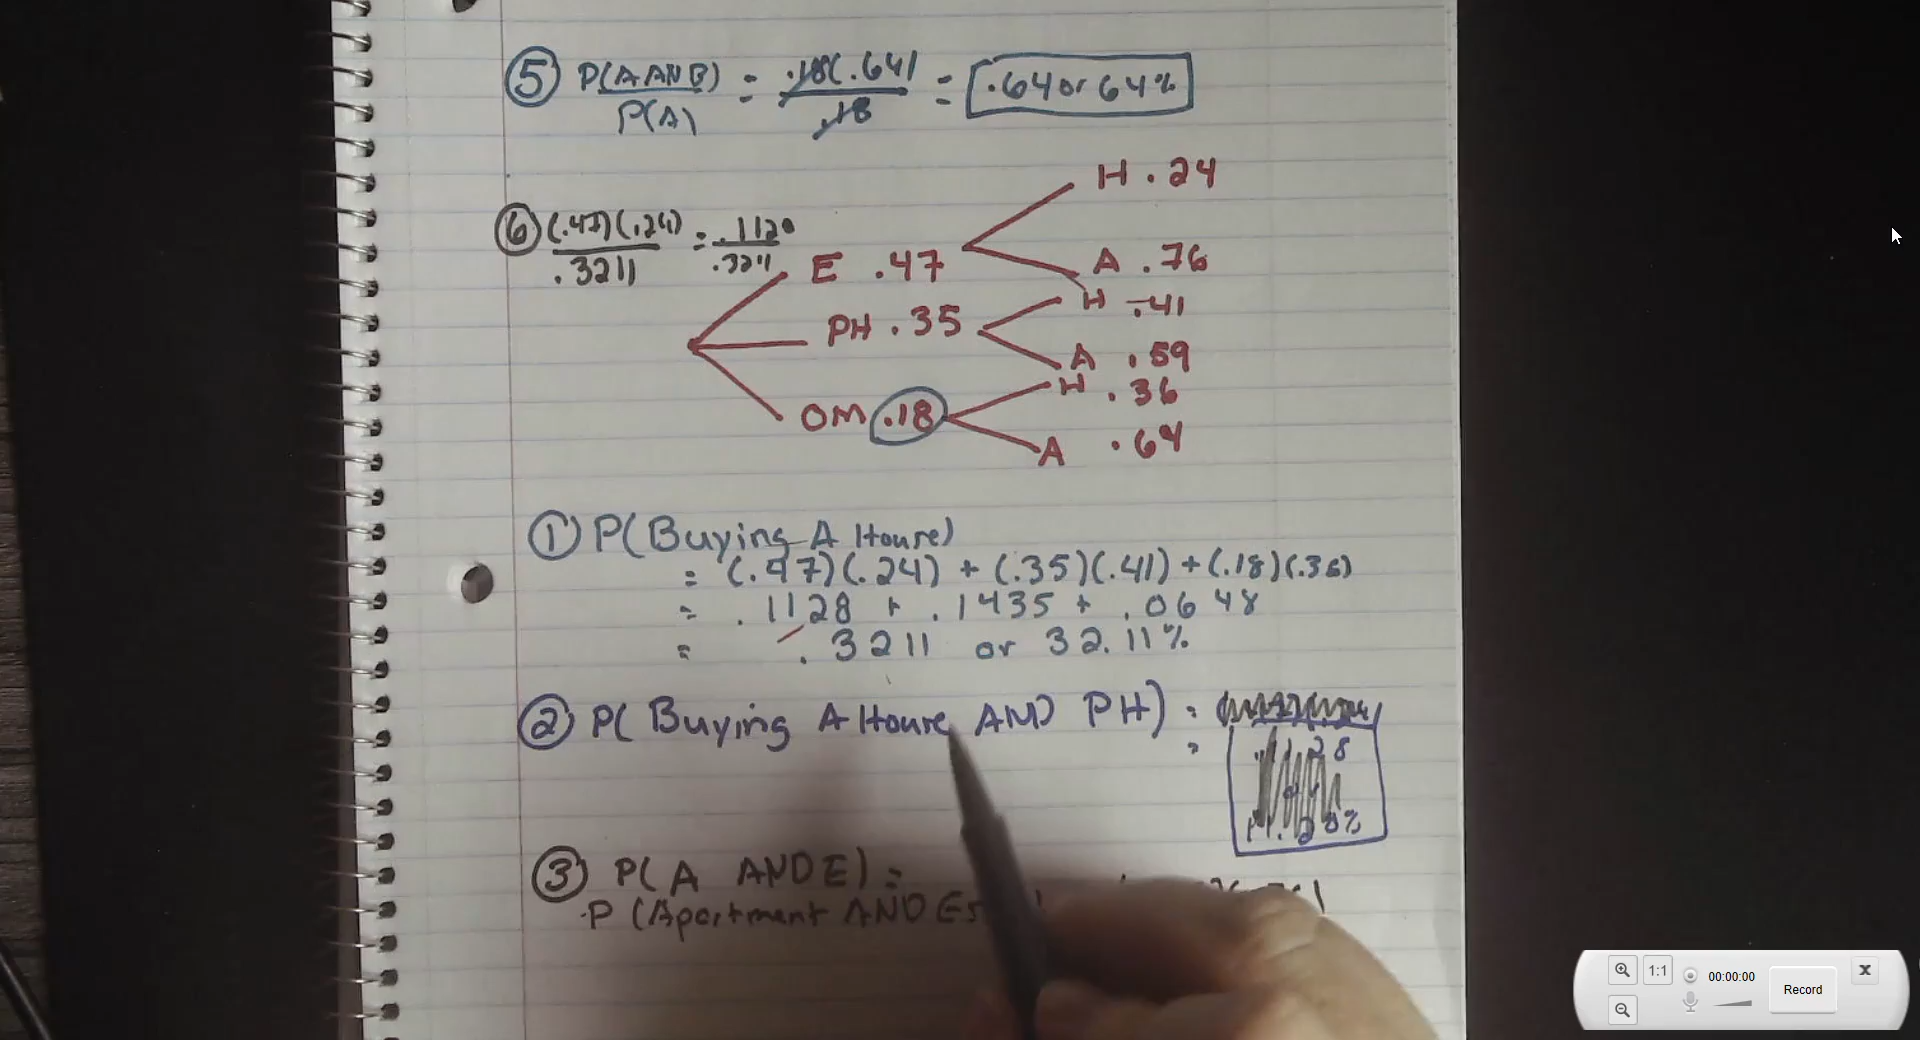 ⑤ P(A AND B) = .18(.64) = .64 or 64%
P(A) .18
H .24
⑥ (.47)(.24) = .1128
.3211 .3211
E .47
A .76
H .41
PH .35
A .59
H .36
OM .18
A .64
① P(Buying A House)
= (.47)(.24) + (.35)(.41) + (.18)(.36)
= .1128 + .1435 + .0648
= .3211 or 32.11%
② P(Buying A House AND PH) =
=
28
%
③ P(A AND E) =
P(Apartment AND Es
1:1
00:00:00
Record
X